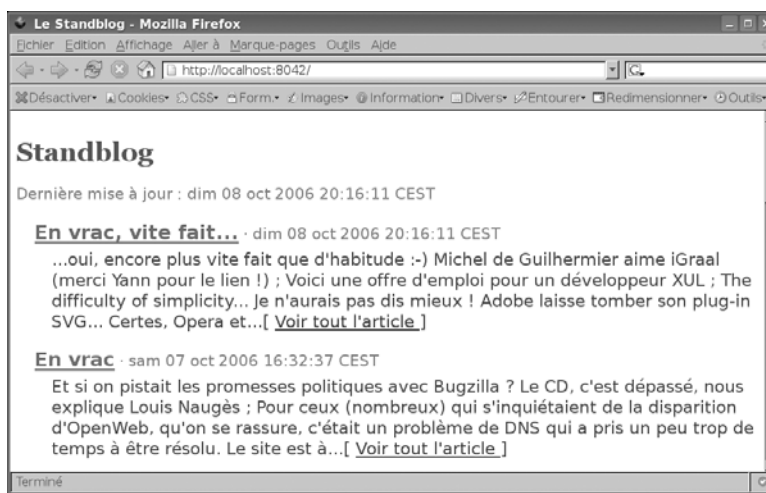 Le Standblog - Mozilla Firefox
Fichier Edition Affichage Aller à Marque-pages Outils Aide
http://localhost:8042/
Désactiver Cookies CSS Form. Images Information Divers Entourer Redimensionner Outils
Standblog
Dernière mise à jour : dim 08 oct 2006 20:16:11 CEST
En vrac, vite fait... · dim 08 oct 2006 20:16:11 CEST
...oui, encore plus vite fait que d'habitude :-) Michel de Guilhermier aime iGraal
(merci Yann pour le lien !) ; Voici une offre d'emploi pour un développeur XUL ; The
difficulty of simplicity... Je n'aurais pas dis mieux ! Adobe laisse tomber son plug-in
SVG... Certes, Opera et...[ Voir tout l'article ]
En vrac · sam 07 oct 2006 16:32:37 CEST
Et si on pistait les promesses politiques avec Bugzilla ? Le CD, c'est dépassé, nous
explique Louis Naugès ; Pour ceux (nombreux) qui s'inquiétaient de la disparition
d'OpenWeb, qu'on se rassure, c'était un problème de DNS qui a pris un peu trop de
temps à être résolu. Le site est à...[ Voir tout l'article ]
Terminé